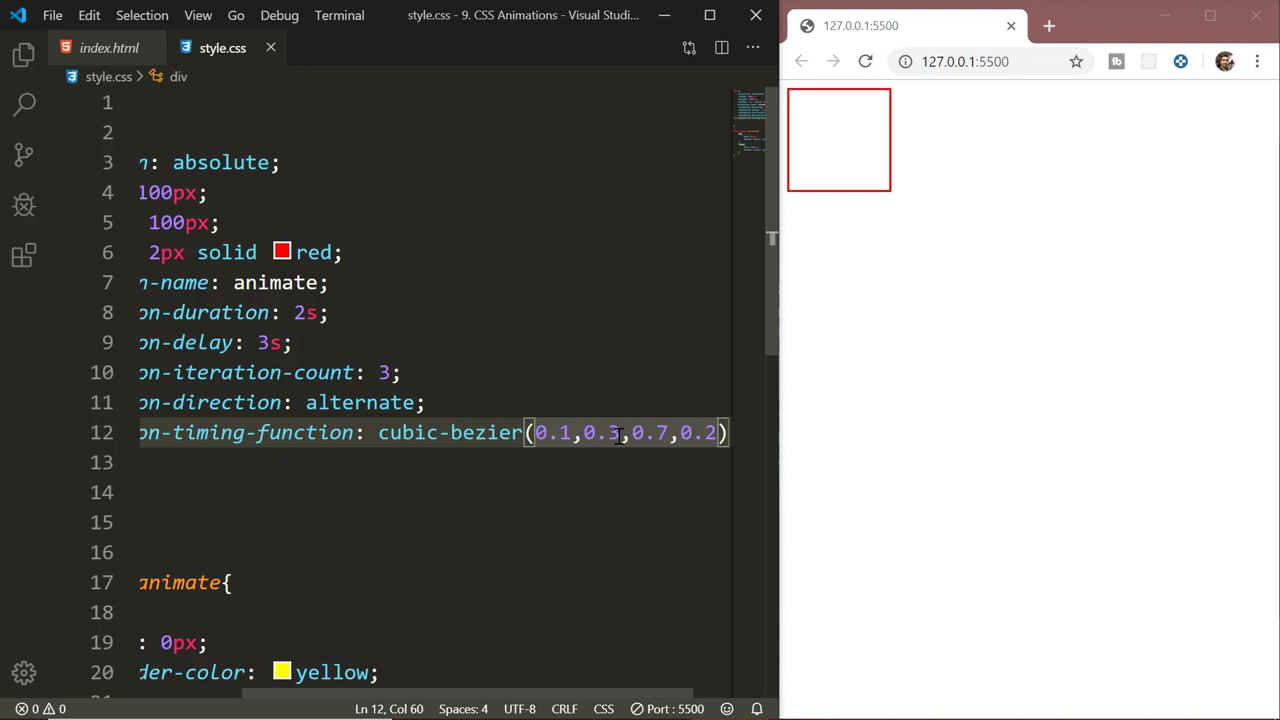 File Edit Selection View Go Debug Terminal style.css - 9. CSS Animations - Visual Studi...
index.html style.css
style.css > div
1
2
3 n: absolute;
4 100px;
5 100px;
6 2px solid red;
7 n-name: animate;
8 on-duration: 2s;
9 on-delay: 3s;
10 on-iteration-count: 3;
11 on-direction: alternate;
12 on-timing-function: cubic-bezier(0.1,0.3,0.7,0.2)
13
14
15
16
17 animate{
18
19 : 0px;
20 der-color: yellow;
0 0 Ln 12, Col 60 Spaces: 4 UTF-8 CRLF CSS Port : 5500
127.0.0.1:5500
127.0.0.1:5500